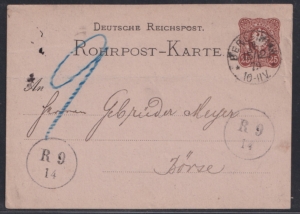 DEUTSCHE REICHSPOST.
ROHRPOST-KARTE
An
Herren Gebrüder Meyer
Börse
R 9
14
R 9
14